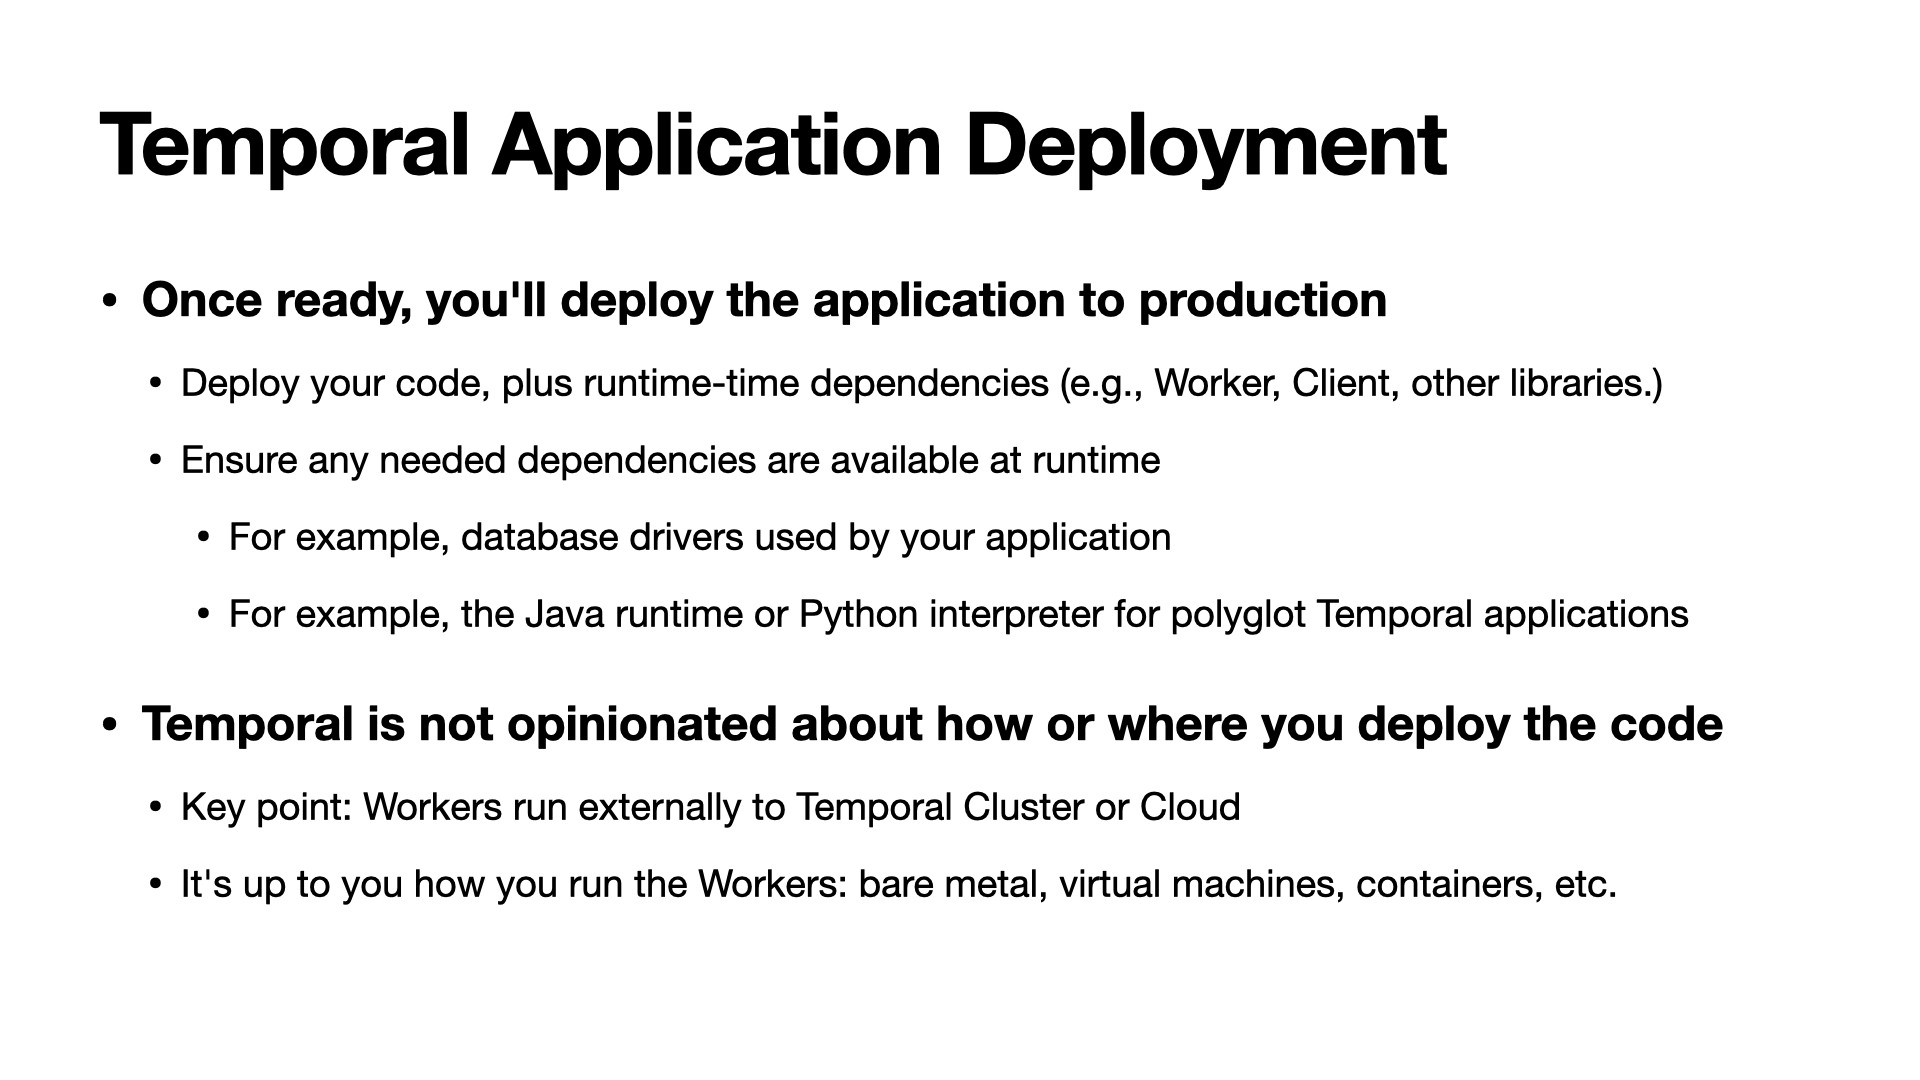 Temporal Application Deployment
• Once ready, you'll deploy the application to production
• Deploy your code, plus runtime-time dependencies (e.g., Worker, Client, other libraries.)
• Ensure any needed dependencies are available at runtime
• For example, database drivers used by your application
• For example, the Java runtime or Python interpreter for polyglot Temporal applications
• Temporal is not opinionated about how or where you deploy the code
• Key point: Workers run externally to Temporal Cluster or Cloud
• It's up to you how you run the Workers: bare metal, virtual machines, containers, etc.